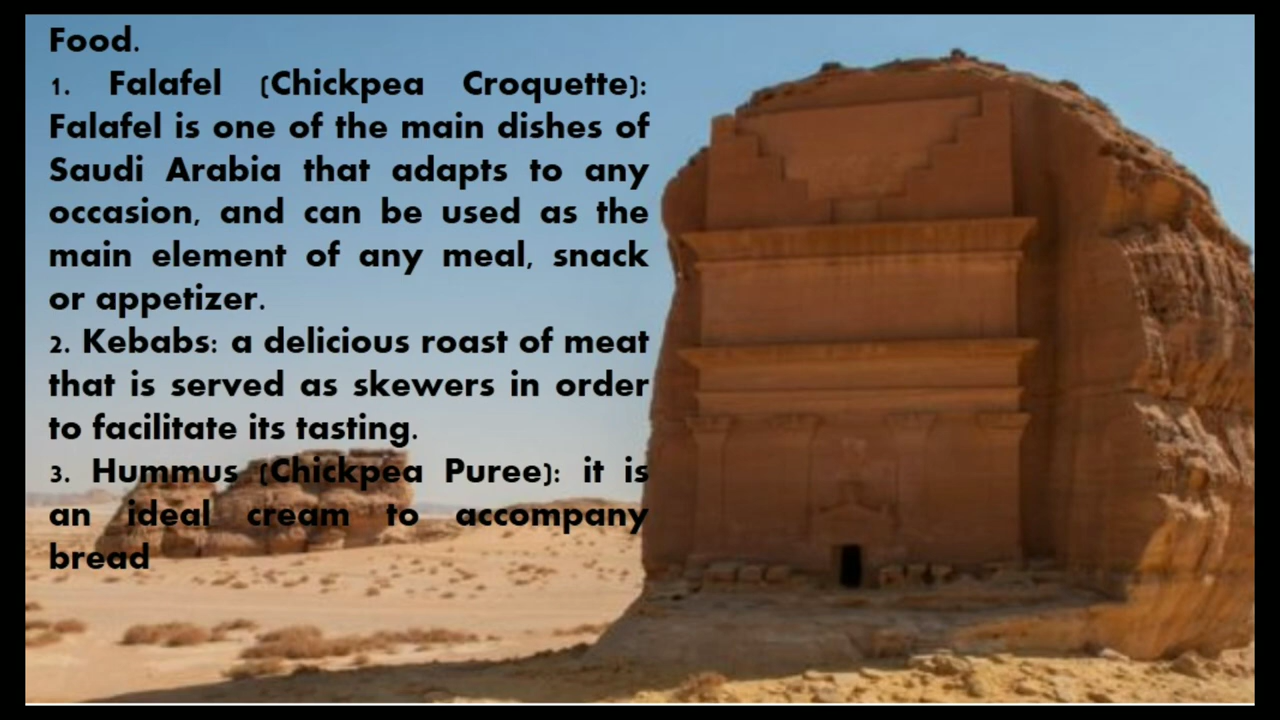 Food.
1. Falafel (Chickpea Croquette):
Falafel is one of the main dishes of
Saudi Arabia that adapts to any
occasion, and can be used as the
main element of any meal, snack
or appetizer.
2. Kebabs: a delicious roast of meat
that is served as skewers in order
to facilitate its tasting.
3. Hummus (Chickpea Puree): it is
an ideal cream to accompany
bread